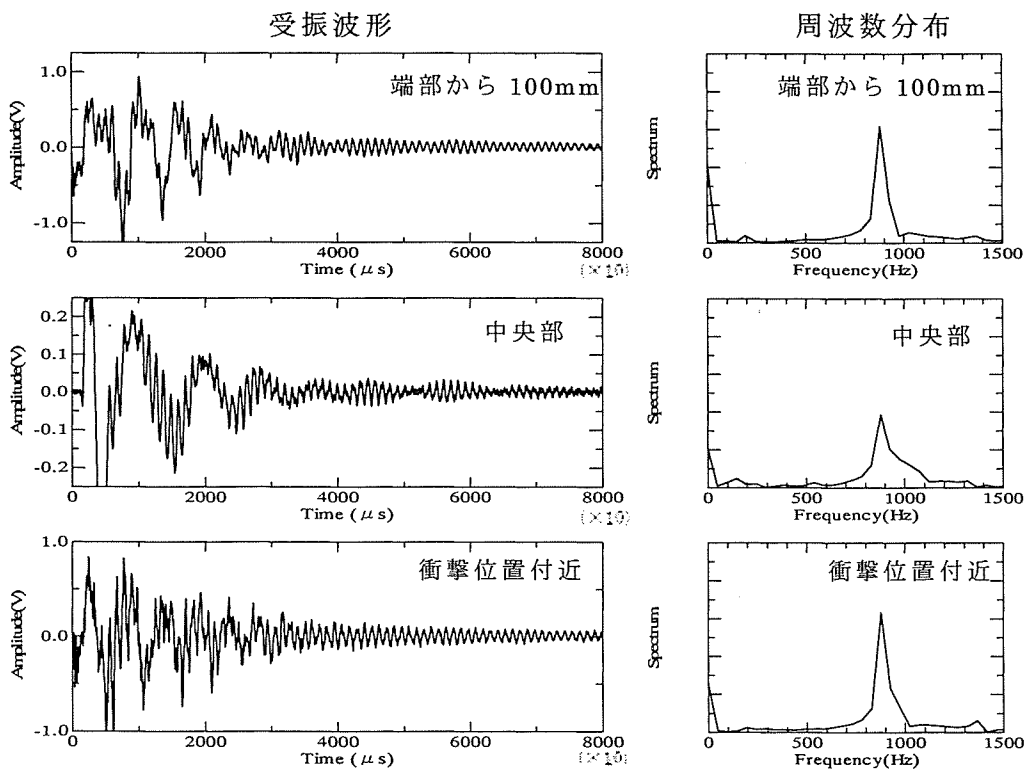 受振波形
周波数分布
端部から 100mm
Amplitude(V)
1.0
0.0
-1.0
0 2000 4000 6000 8000
Time (μs)
(×10)
端部から 100mm
Spectrum
0 500 1000 1500
Frequency(Hz)
中央部
Amplitude(V)
0.2
0.1
0.0
-0.1
-0.2
0 2000 4000 6000 8000
Time (μs)
(×10)
中央部
Spectrum
0 500 1000 1500
Frequency(Hz)
衝撃位置付近
Amplitude(V)
1.0
0.0
-1.0
0 2000 4000 6000 8000
Time (μs)
(×10)
衝撃位置付近
Spectrum
0 500 1000 1500
Frequency(Hz)